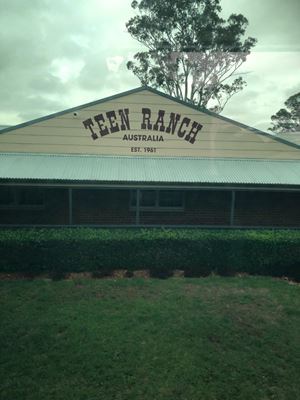 TEEN RANCH
AUSTRALIA
EST. 1961